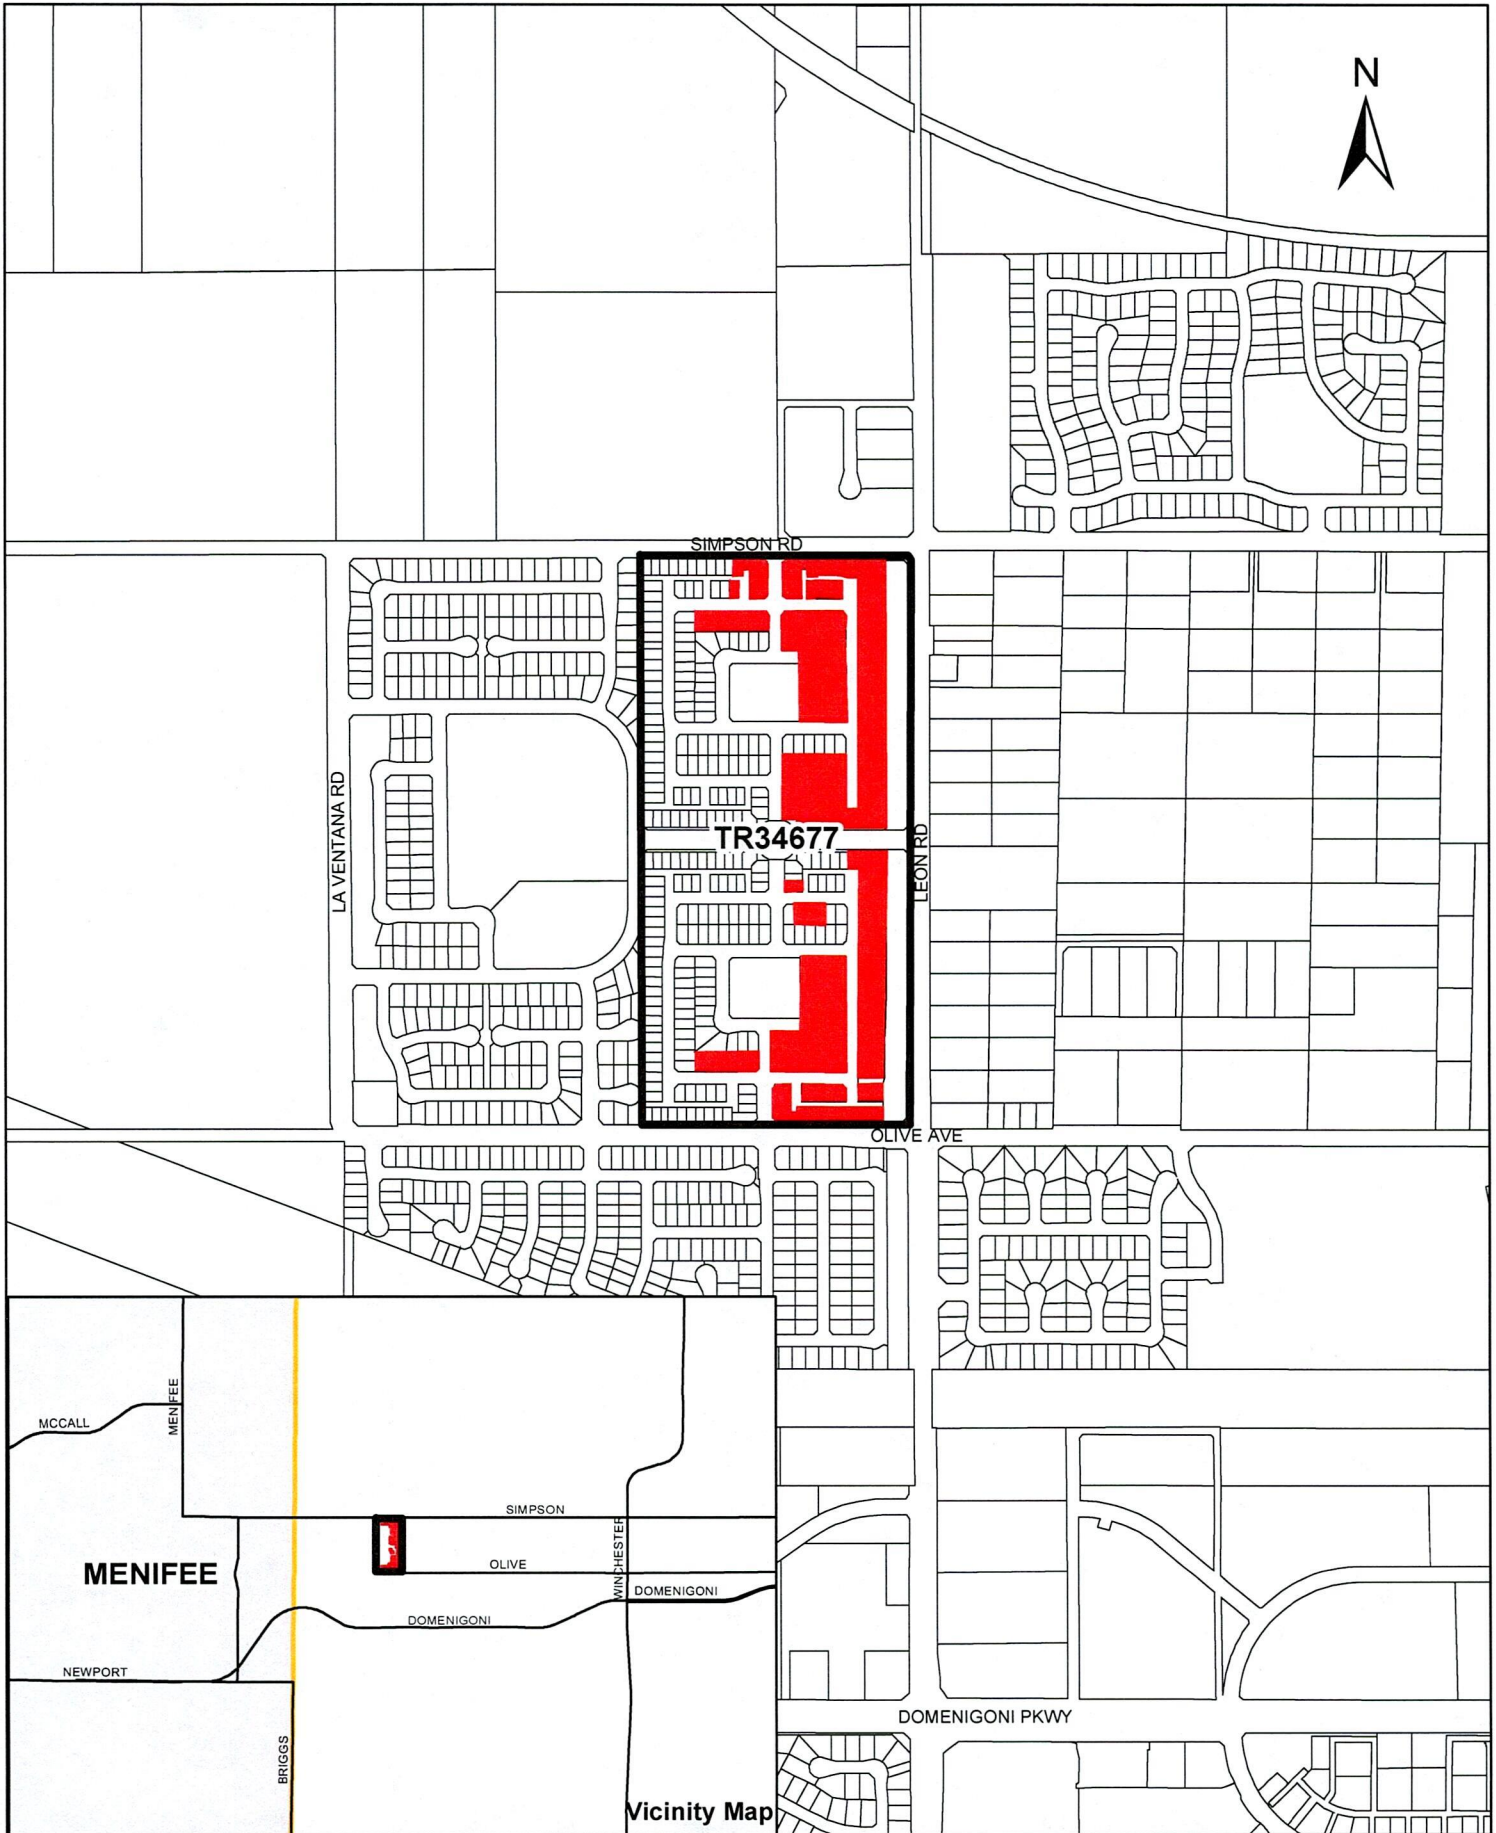 N
SIMPSON RD
LA VENTANA RD
TR34677
LEON RD
OLIVE AVE
MENIFEE
MCCALL
SIMPSON
WINCHESTER
MENIFEE
OLIVE
DOMENIGONI
DOMENIGONI
NEWPORT
BRIGGS
DOMENIGONI PKWY
Vicinity Map